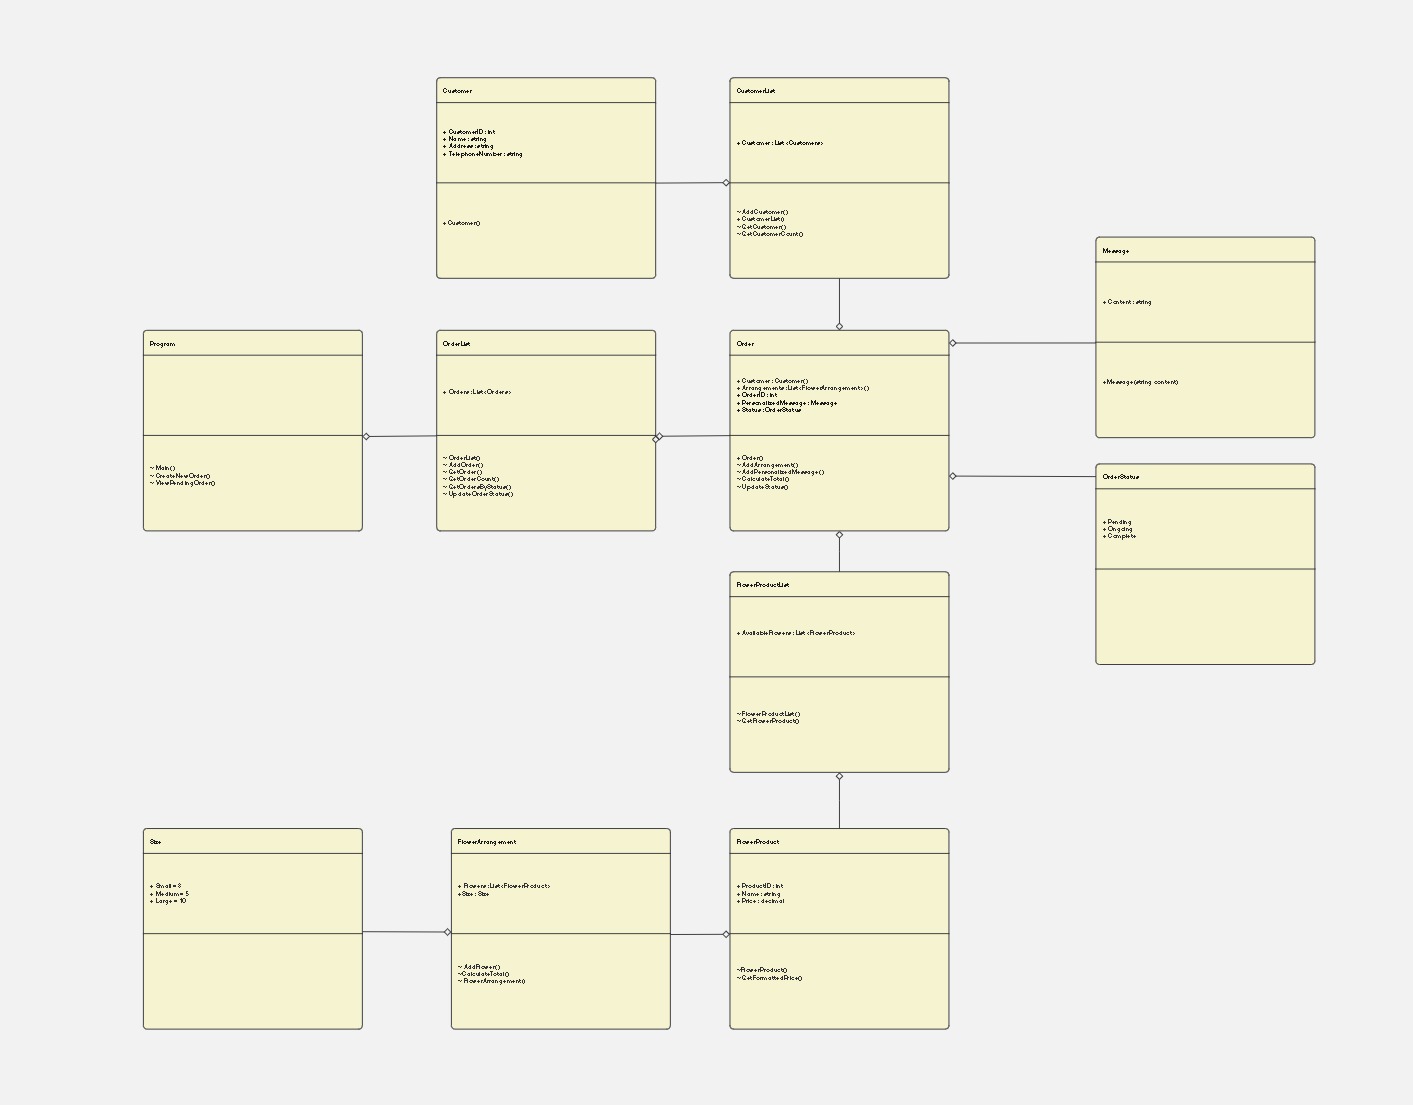 Customer
+ CustomerID : int
+ Name : string
+ Address : string
+ TelephoneNumber : string
+ Customer()
CustomerList
+ Customer : List <Customers>
~ AddCustomer()
+ CustomerList()
~ GetCustomer()
~ GetCustomerCount()
Message
+ Content : string
+Message(string content)
Program
~ Main()
~ CreateNewOrder()
~ ViewPendingOrder()
OrderList
+ Orders : List<Orders>
~ OrderList()
~ AddOrder()
~ GetOrder()
~ GetOrderCount()
~ GetOrdersByStatus()
~ UpdateOrderStatus()
Order
+ Customer : Customer()
+ Arrangements : List<FlowerArrangement>()
+ OrderID : int
+ PersonalizedMessage : Message
+ Status : OrderStatus
+ Order()
~ AddArrangement()
~ AddPersonalizedMessage()
~ CalculateTotal()
~ UpdateStatus()
OrderStatus
+ Pending
+ Ongoing
+ Complete
FlowerProductList
+ AvailableFlowers : List <FlowerProduct>
~ FlowerProductList()
~ GetFlowerProduct()
Size
+ Small = 3
+ Medium = 5
+ Large = 10
FlowerArrangement
+ Flowers : List<FlowerProduct>
+Size : Size
~ AddFlower()
~CalculateTotal()
~ FlowerArrangement()
FlowerProduct
+ ProductID : int
+ Name : string
+ Price : decimal
~FlowerProduct()
~ GetFormattedPrice()